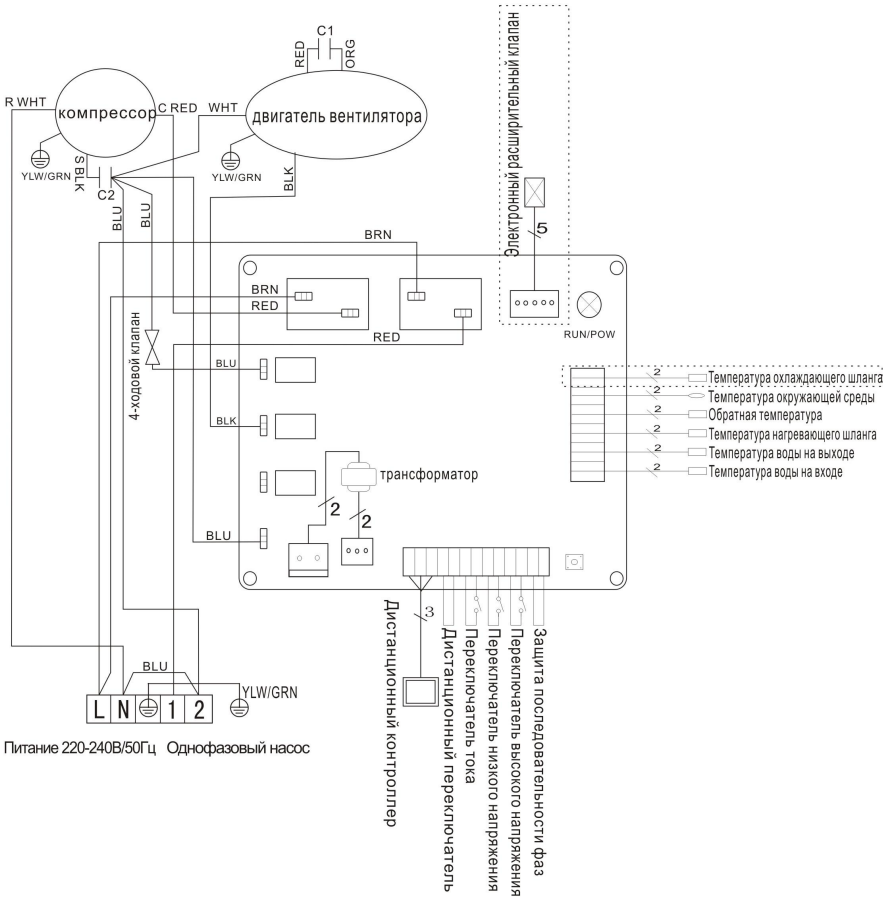 C1
RED
ORG
Электронный расширительный клапан
R WHT
компрессор
C RED
WHT
двигатель вентилятора
YLW/GRN
S BLK
C2
YLW/GRN
BLK
BLU
BLU
5
BRN
BRN
RED
RED
RUN/POW
4-ходовой клапан
BLU
BLK
BLU
трансформатор
2
2
2
Температура охлаждающего шланга
2
Температура окружающей среды
2
Обратная температура
2
Температура нагревающего шланга
2
Температура воды на выходе
2
Температура воды на входе
3
Дистанционный контроллер
Дистанционный переключатель
Переключатель тока
Переключатель низкого напряжения
Переключатель высокого напряжения
Защита последовательности фаз
BLU
YLW/GRN
L N 1 2
Питание 220-240В/50Гц Однофазовый насос